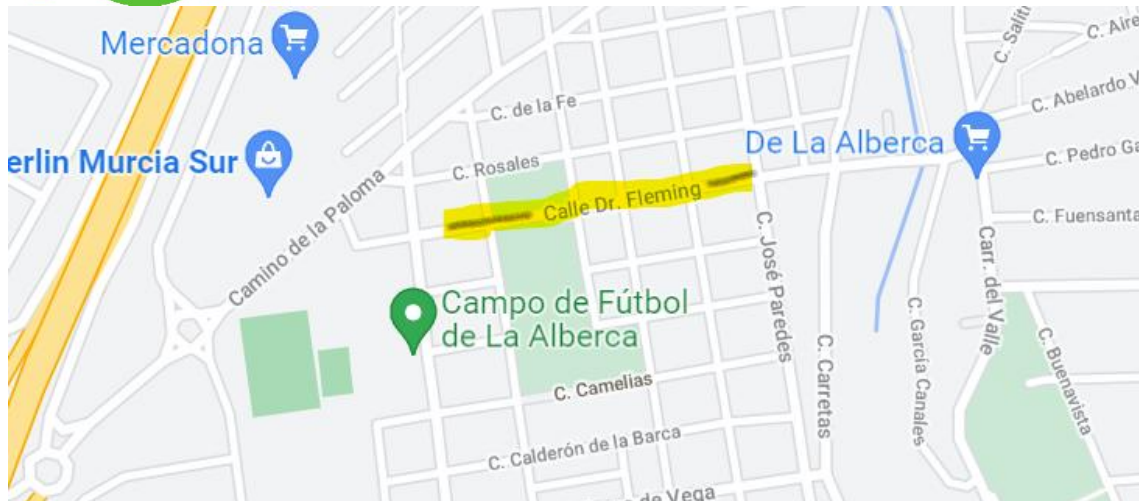 Mercadona
C. de la Fe
C. Salit
C. Aire
C. Abelardo V
De La Alberca
erlin Murcia Sur
C. Rosales
C. Pedro Ga
Calle Dr. Fleming
C. Fuensanta
Camino de la Paloma
C. José Paredes
Carr. del Valle
Campo de Fútbol
de La Alberca
C. Carretas
C. García Canales
C. Buenavista
C. Camelias
C. Calderón de la Barca
de Vega